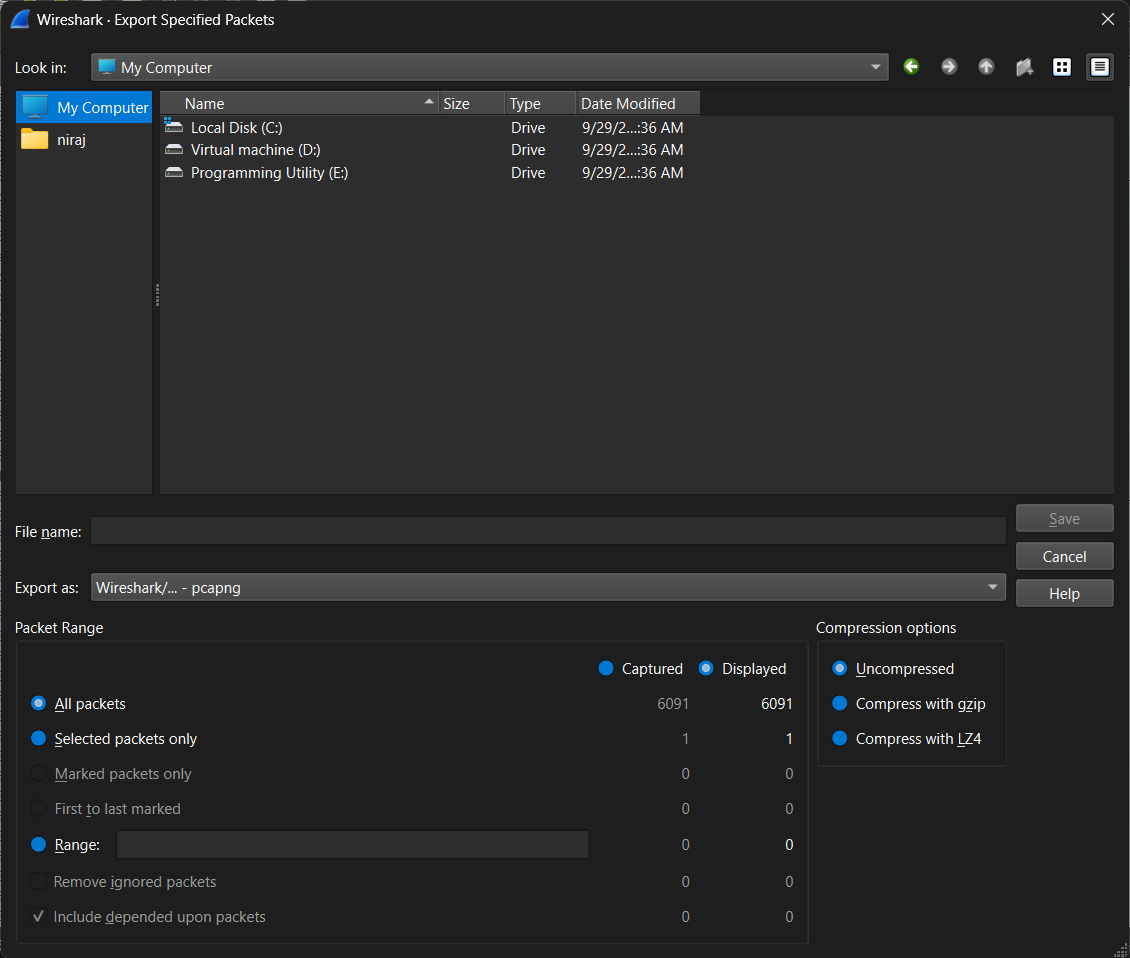 Wireshark · Export Specified Packets
Look in: My Computer
My Computer
niraj
Name Size Type Date Modified
Local Disk (C:) Drive 9/29/2...:36 AM
Virtual machine (D:) Drive 9/29/2...:36 AM
Programming Utility (E:) Drive 9/29/2...:36 AM
File name:
Save
Cancel
Export as: Wireshark/... - pcapng
Help
Packet Range
Captured Displayed
All packets 6091 6091
Selected packets only 1 1
Marked packets only 0 0
First to last marked 0 0
Range: 0 0
Remove ignored packets 0 0
Include depended upon packets 0 0
Compression options
Uncompressed
Compress with gzip
Compress with LZ4